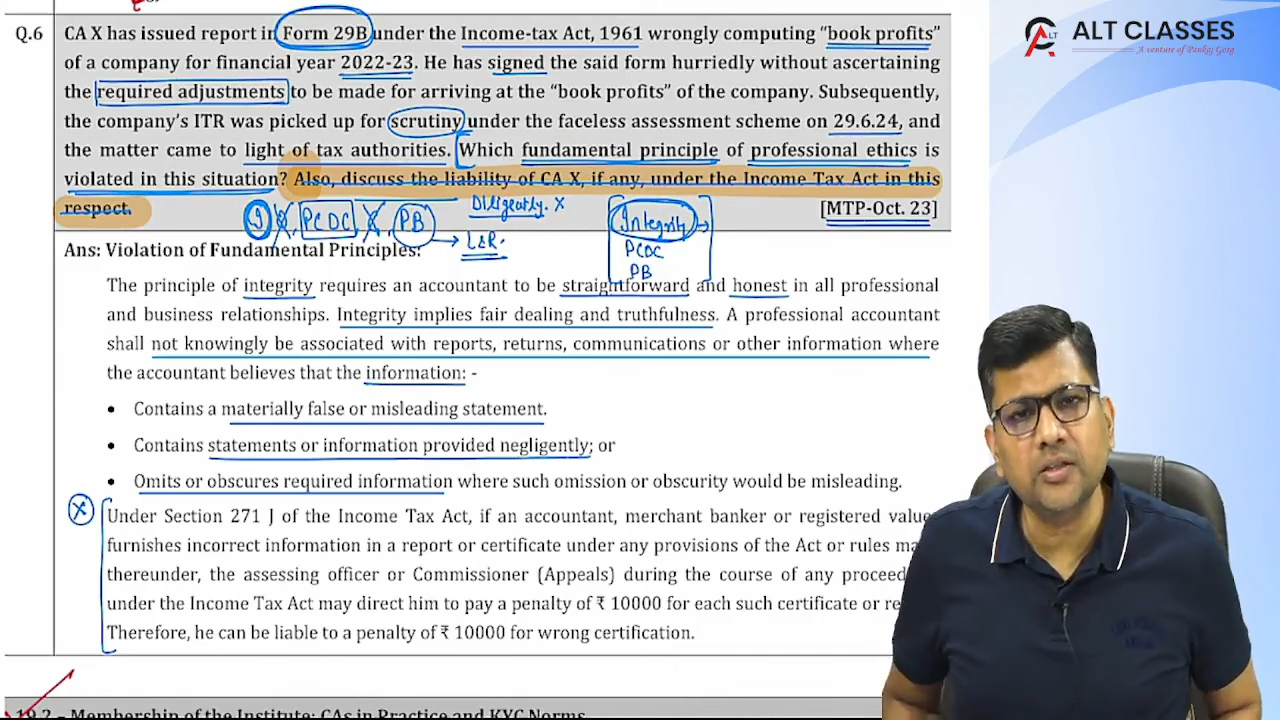 ALT CLASSES
A venture of Pankaj Garg
ALT
Q.6
CA X has issued report in Form 29B under the Income-tax Act, 1961 wrongly computing “book profits”
of a company for financial year 2022-23. He has signed the said form hurriedly without ascertaining
the required adjustments to be made for arriving at the “book profits” of the company. Subsequently,
the company’s ITR was picked up for scrutiny under the faceless assessment scheme on 29.6.24, and
the matter came to light of tax authorities. Which fundamental principle of professional ethics is
violated in this situation? Also, discuss the liability of CA X, if any, under the Income Tax Act in this
respect.
[MTP-Oct. 23]
PCDC
PB
Diligently. X
L&R.
Integrity
PCDC
PB
Ans: Violation of Fundamental Principles:
The principle of integrity requires an accountant to be straightforward and honest in all professional
and business relationships. Integrity implies fair dealing and truthfulness. A professional accountant
shall not knowingly be associated with reports, returns, communications or other information where
the accountant believes that the information: -
• Contains a materially false or misleading statement.
• Contains statements or information provided negligently; or
• Omits or obscures required information where such omission or obscurity would be misleading.
X
Under Section 271 J of the Income Tax Act, if an accountant, merchant banker or registered value
furnishes incorrect information in a report or certificate under any provisions of the Act or rules ma
thereunder, the assessing officer or Commissioner (Appeals) during the course of any proceed
under the Income Tax Act may direct him to pay a penalty of ₹ 10000 for each such certificate or re
Therefore, he can be liable to a penalty of ₹ 10000 for wrong certification.
19.2 – Membership of the Institute: CAs in Practice and KYC Norms